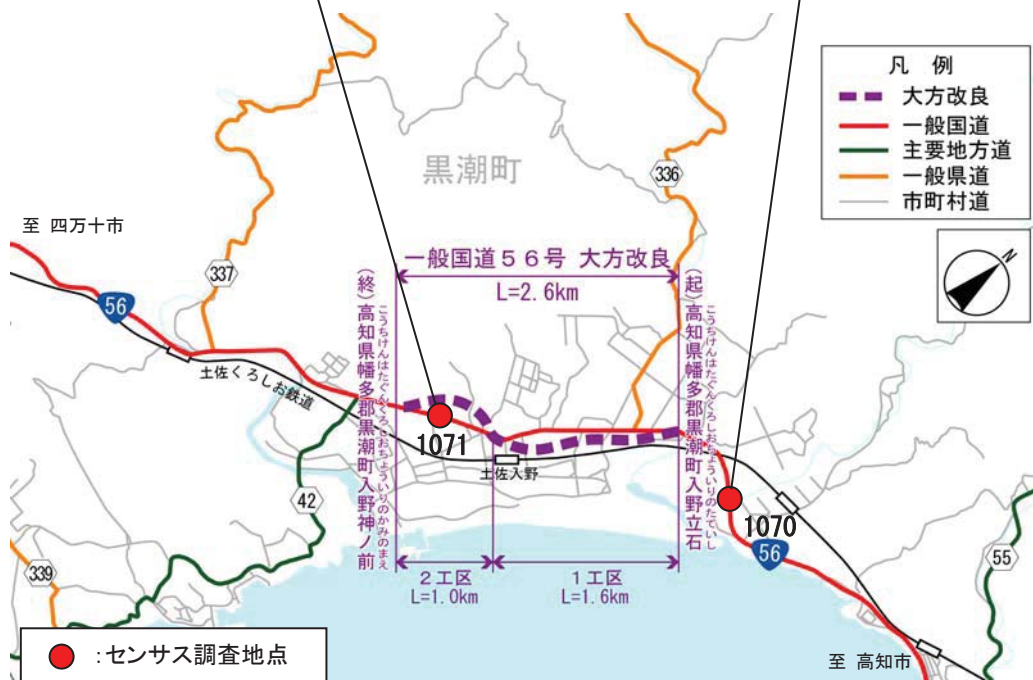 凡 例
大方改良
一般国道
主要地方道
一般県道
市町村道
N
黒潮町
336
至 四万十市
337
56
一般国道５６号 大方改良
L=2.6km
(終)高知県幡多郡黒潮町入野神ノ前
こうちけんはたぐんくろしおちょういりのかみのまえ
(起)高知県幡多郡黒潮町入野立石
こうちけんはたぐんくろしおちょういりのたていし
土佐くろしお鉄道
1071
土佐入野
42
1070
56
55
339
２工区
L=1.0km
１工区
L=1.6km
:センサス調査地点
至 高知市